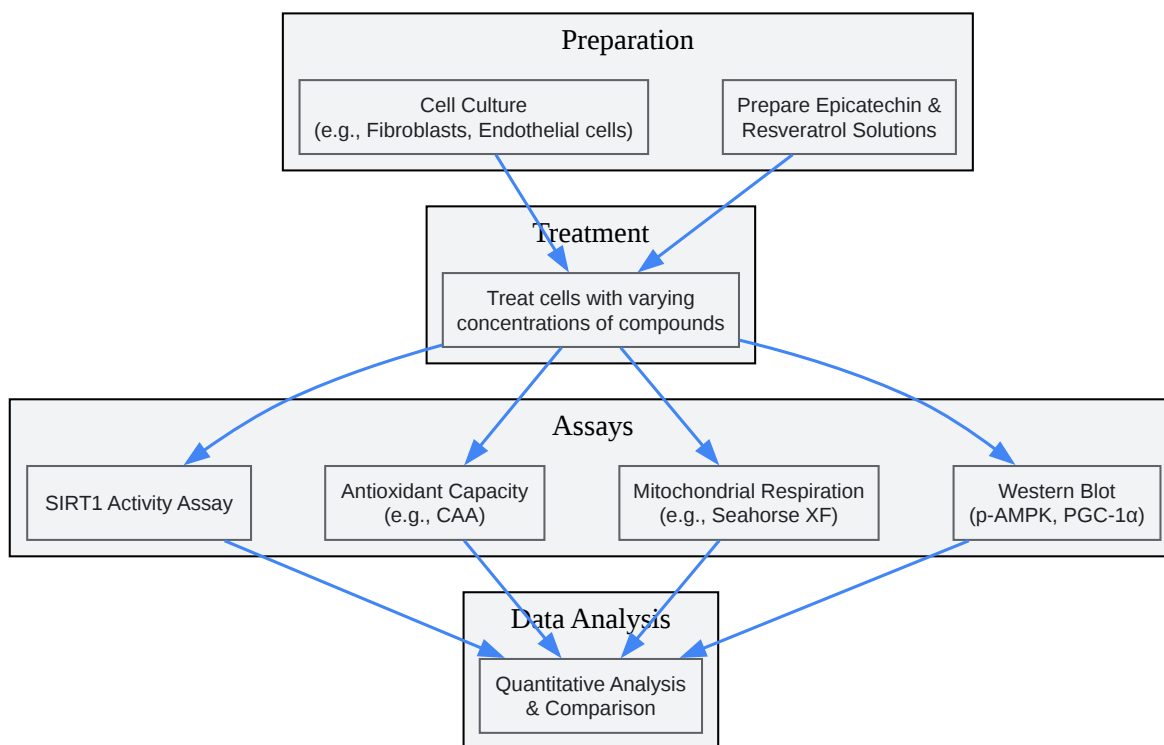 Preparation
Cell Culture
(e.g., Fibroblasts, Endothelial cells)
Prepare Epicatechin &
Resveratrol Solutions
Treatment
Treat cells with varying
concentrations of compounds
Assays
SIRT1 Activity Assay
Antioxidant Capacity
(e.g., CAA)
Mitochondrial Respiration
(e.g., Seahorse XF)
Western Blot
(p-AMPK, PGC-1α)
Data Analysis
Quantitative Analysis
& Comparison